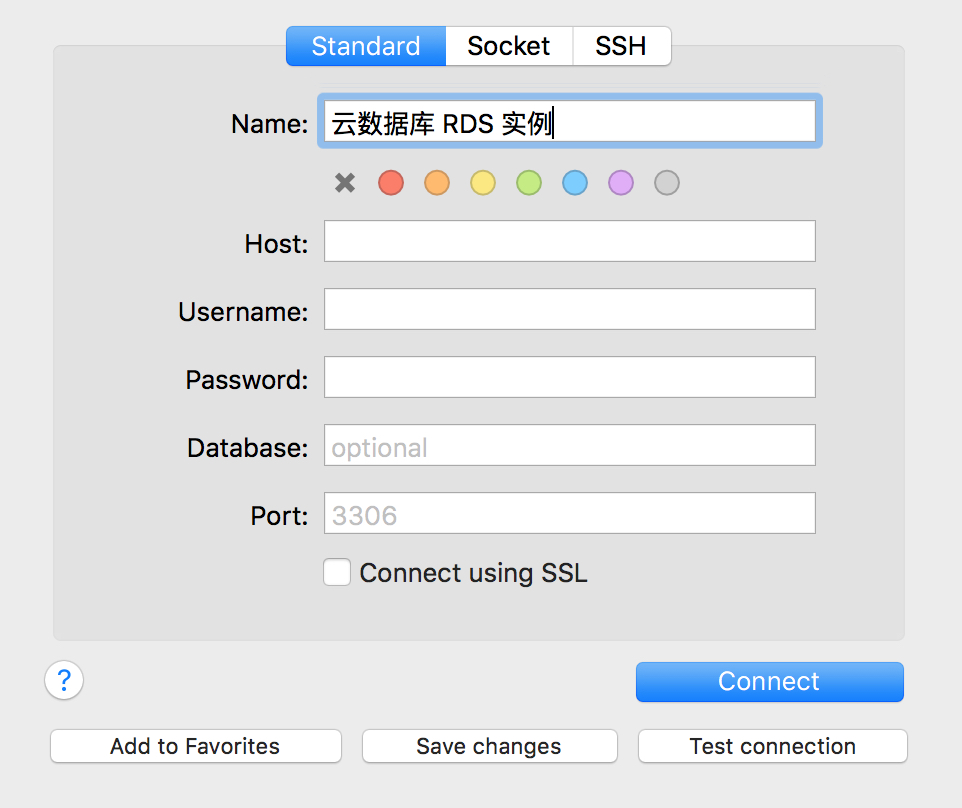 Standard Socket SSH
Name: 云数据库 RDS 实例
Host:
Username:
Password:
Database: optional
Port: 3306
Connect using SSL
? Connect
Add to Favorites Save changes Test connection